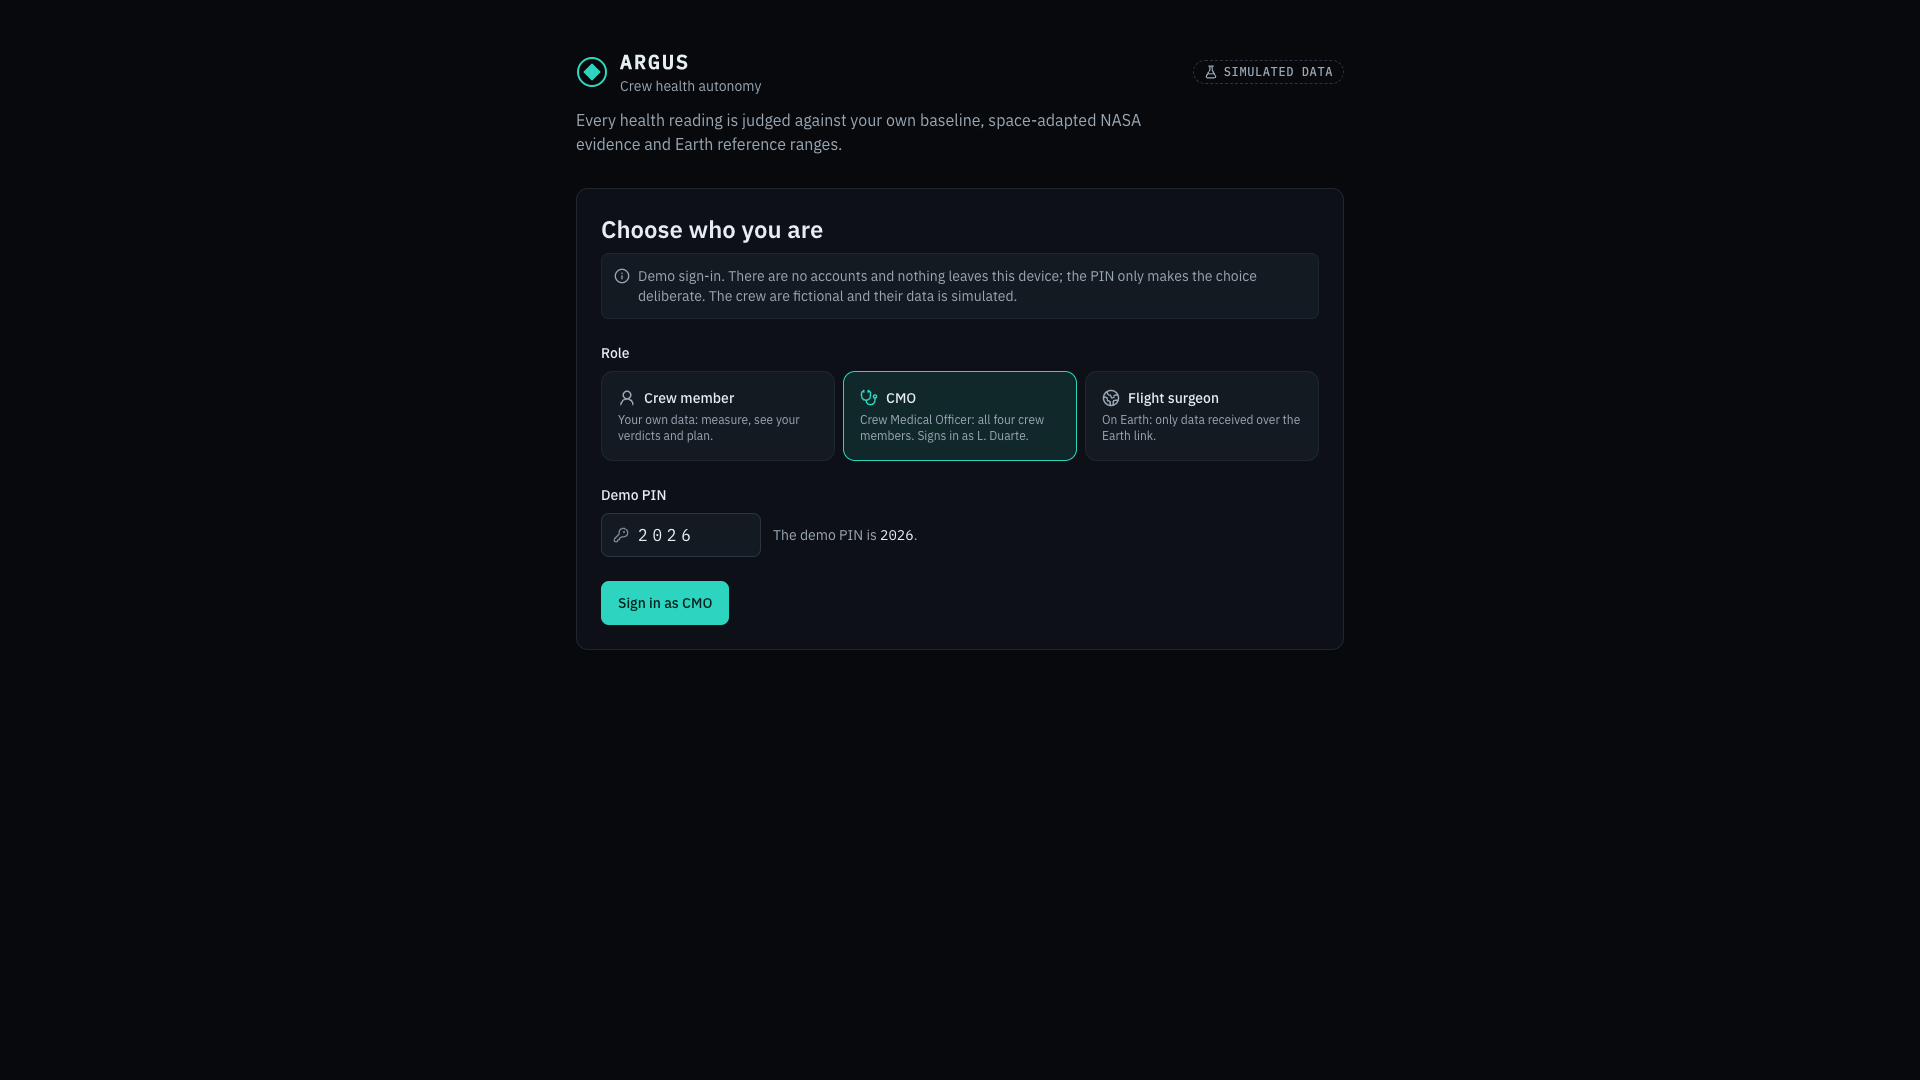 ARGUS
Crew health autonomy
SIMULATED DATA
Every health reading is judged against your own baseline, space-adapted NASA
evidence and Earth reference ranges.
Choose who you are
Demo sign-in. There are no accounts and nothing leaves this device; the PIN only makes the choice
deliberate. The crew are fictional and their data is simulated.
Role
Crew member
Your own data: measure, see your
verdicts and plan.
CMO
Crew Medical Officer: all four crew
members. Signs in as L. Duarte.
Flight surgeon
On Earth: only data received over the
Earth link.
Demo PIN
2026
The demo PIN is 2026.
Sign in as CMO